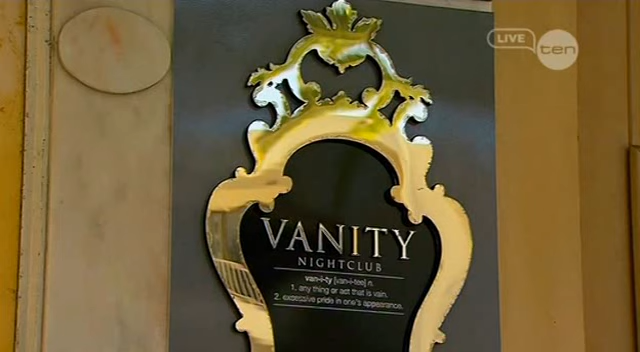 LIVE ten
VANITY
NIGHTCLUB
van-i-ty [van-i-tee] n.
1. any thing or act that is vain.
2. excessive pride in one's appearance.